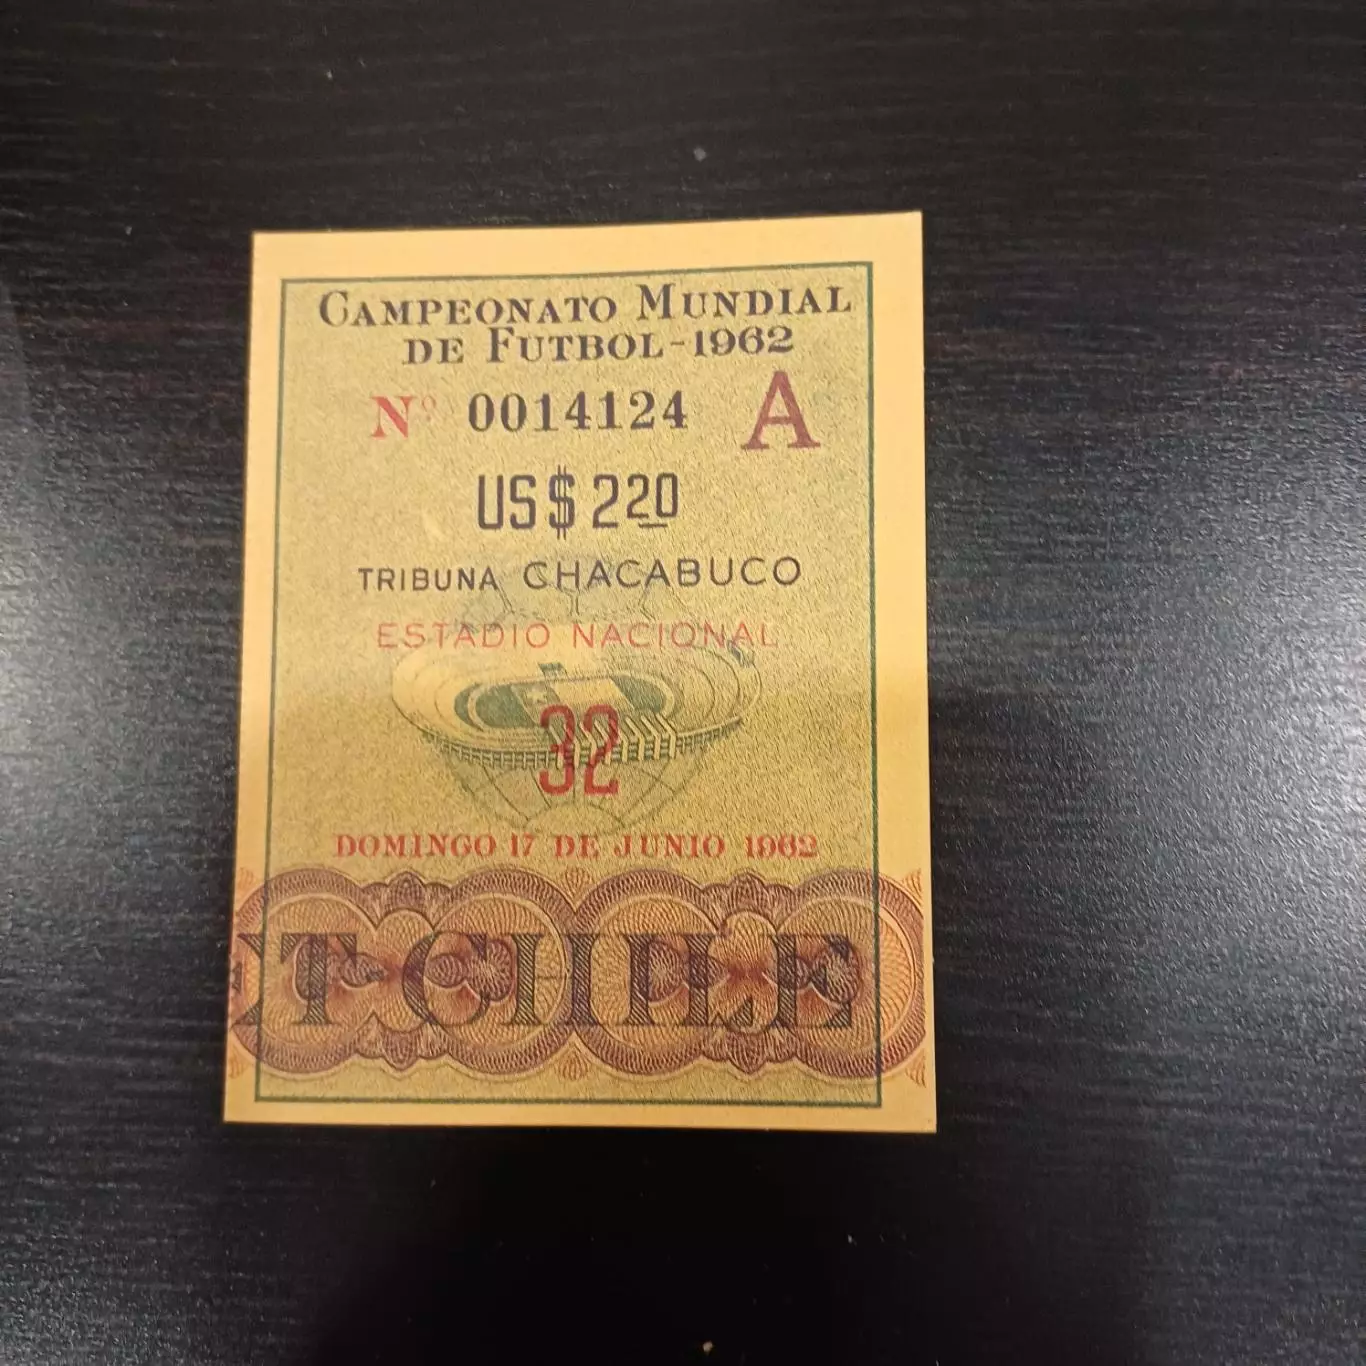 CAMPEONATO MUNDIAL
DE FUTBOL - 1962
Nº 0014124 A
US$ 2.20
TRIBUNA CHACABUCO
ESTADIO NACIONAL
32
DOMINGO 17 DE JUNIO 1962
T-CHILE